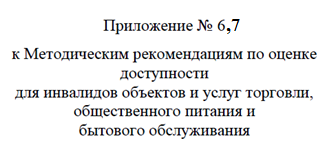 Приложение № 6,7
к Методическим рекомендациям по оценке
доступности
для инвалидов объектов и услуг торговли,
общественного питания и
бытового обслуживания